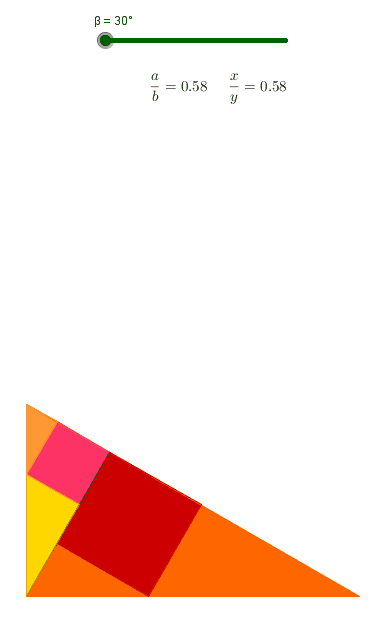 β = 30°
a/b = 0.58 x/y = 0.58